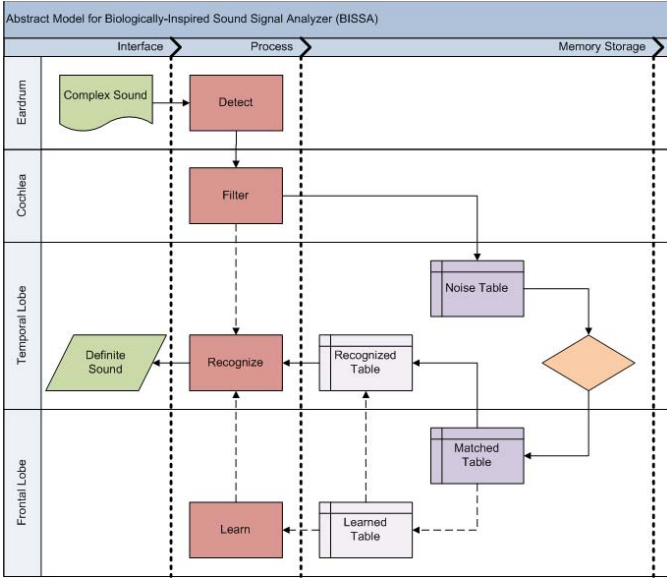 Abstract Model for Biologically-Inspired Sound Signal Analyzer (BISSA)
Interface
Process
Memory Storage
Eardrum
Complex Sound
Detect
Cochlea
Filter
Temporal Lobe
Noise Table
Definite
Sound
Recognize
Recognized
Table
Frontal Lobe
Matched
Table
Learn
Learned
Table